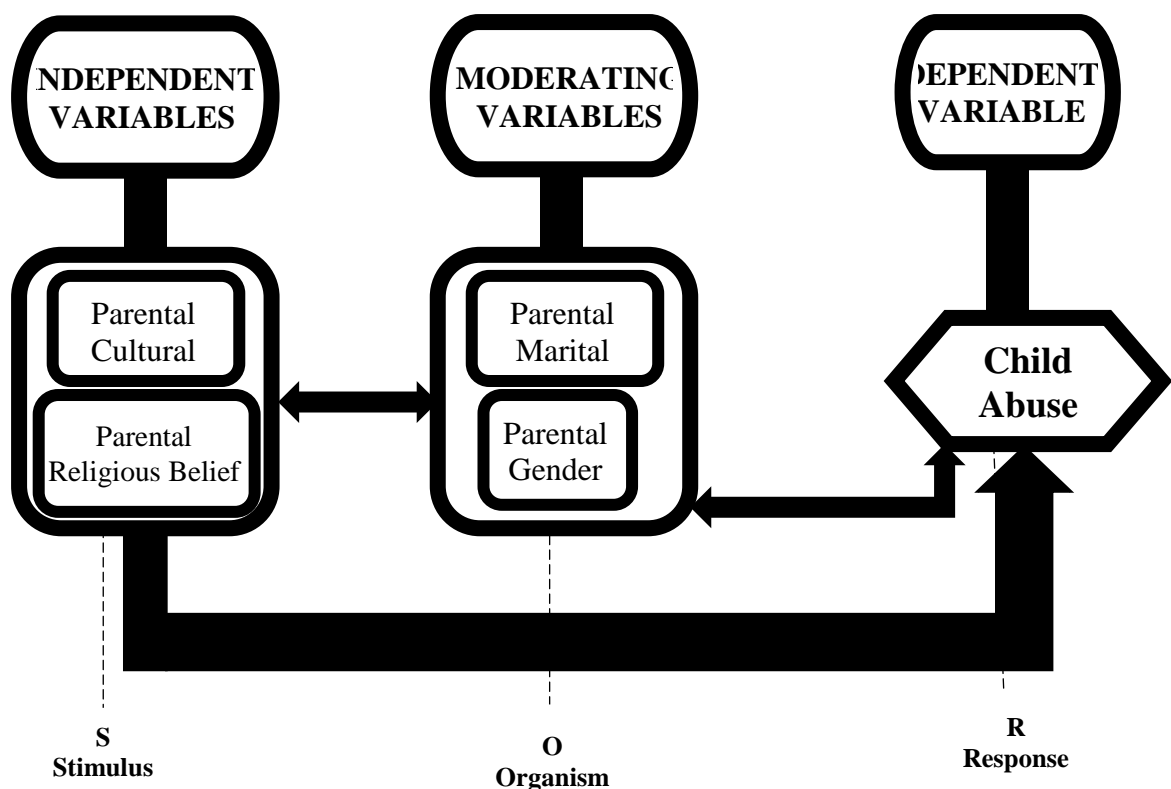 NDEPENDENT
VARIABLES
MODERATING
VARIABLES
DEPENDENT
VARIABLE
Parental
Cultural
Parental
Religious Belief
Parental
Marital
Parental
Gender
Child
Abuse
S
Stimulus
O
Organism
R
Response